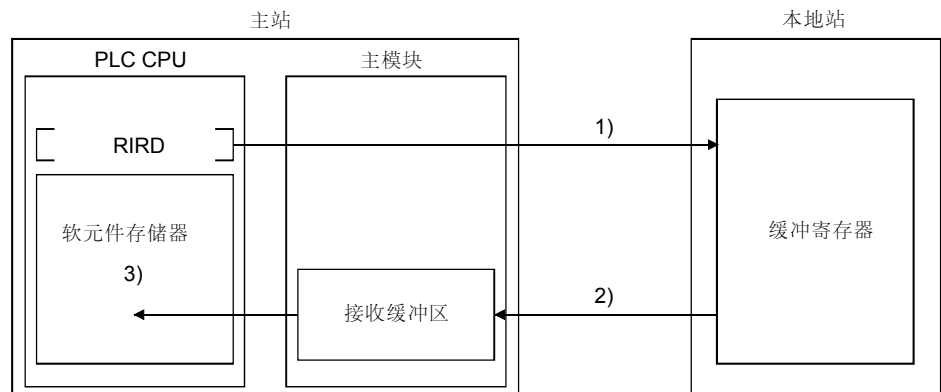 主站
本地站
PLC CPU
主模块
1)
RIRD
软元件存储器
缓冲寄存器
3)
2)
接收缓冲区